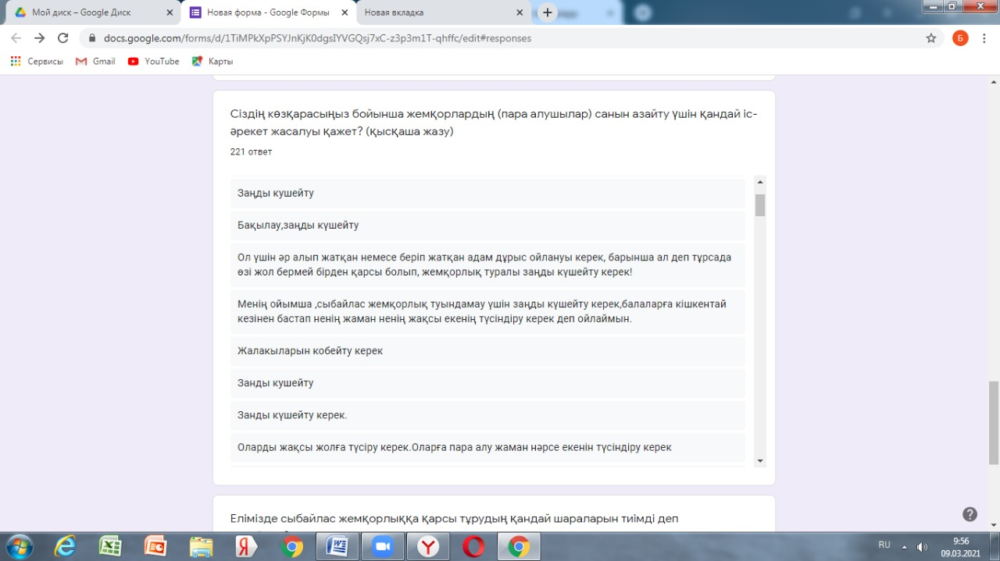 Мой диск – Google Диск
Новая форма - Google Формы
Новая вкладка
docs.google.com/forms/d/1TiMPkXpPSYJnKjK0dgsIYVGQsj7xC-z3p3m1T-qhffc/edit#responses
Б
Сервисы
Gmail
YouTube
Карты
Сіздің көзқарасыңыз бойынша жемқорлардың (пара алушылар) санын азайту үшін қандай іс-
әрекет жасалуы қажет? (қысқаша жазу)
221 ответ
Заңды кушейту
Бақылау,заңды күшейту
Ол үшін әр алып жатқан немесе беріп жатқан адам дұрыс ойлануы керек, барынша ал деп тұрсада
өзі жол бермей бірден қарсы болып, жемқорлық туралы заңды күшейту керек!
Менің ойымша ,сыбайлас жемқорлық туындамау үшін заңды күшейту керек,балаларға кішкентай
кезінен бастап ненің жаман ненің жақсы екенің түсіндіру керек деп ойлаймын.
Жалакыларын кобейту керек
Занды кушейту
Занды күшейту керек.
Оларды жақсы жолға түсіру керек.Оларға пара алу жаман нәрсе екенін түсіндіру керек
Елімізде сыбайлас жемқорлыққа қарсы тұрудың қандай шараларын тиімді деп
RU
9:56
09.03.2021